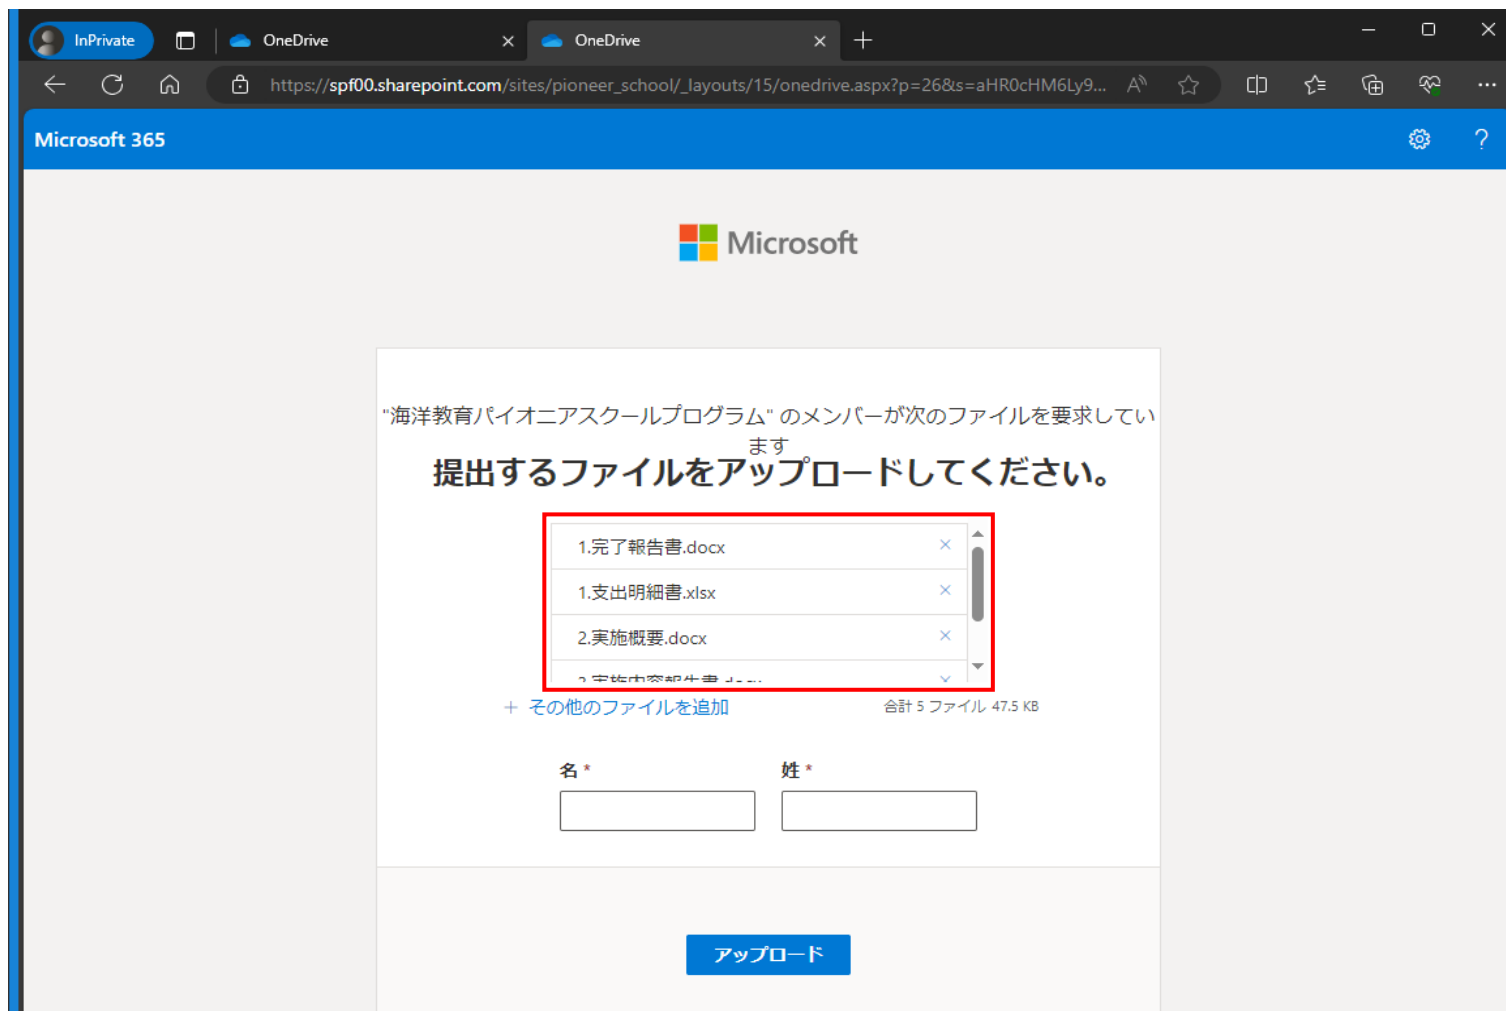 InPrivate
OneDrive
OneDrive
https://spf00.sharepoint.com/sites/pioneer_school/_layouts/15/onedrive.aspx?p=26&s=aHR0cHM6Ly9...
Microsoft 365
Microsoft
"海洋教育パイオニアスクールプログラム" のメンバーが次のファイルを要求してい
ます
提出するファイルをアップロードしてください。
1.完了報告書.docx
1.支出明細書.xlsx
2.実施概要.docx
+ その他のファイルを追加
合計 5 ファイル 47.5 KB
名 *
姓 *
アップロード